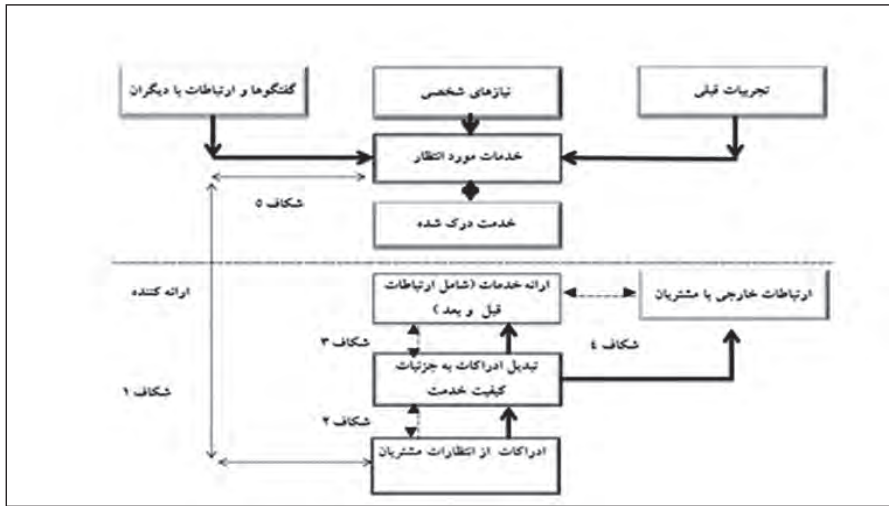 تجربیات قبلی
نیازهای شخصی
گفتگوها و ارتباطات با دیگران
خدمات مورد انتظار
شکاف ۵
خدمت درک شده
ارائه کننده
ارتباطات خارجی با مشتریان
ارائه خدمات (شامل ارتباطات
قبل و بعد)
شکاف ۳
شکاف ٤
تبدیل ادراکات به جزئیات
کیفیت خدمت
شکاف ۱
شکاف ۲
ادراکات از انتظارات مشتریان